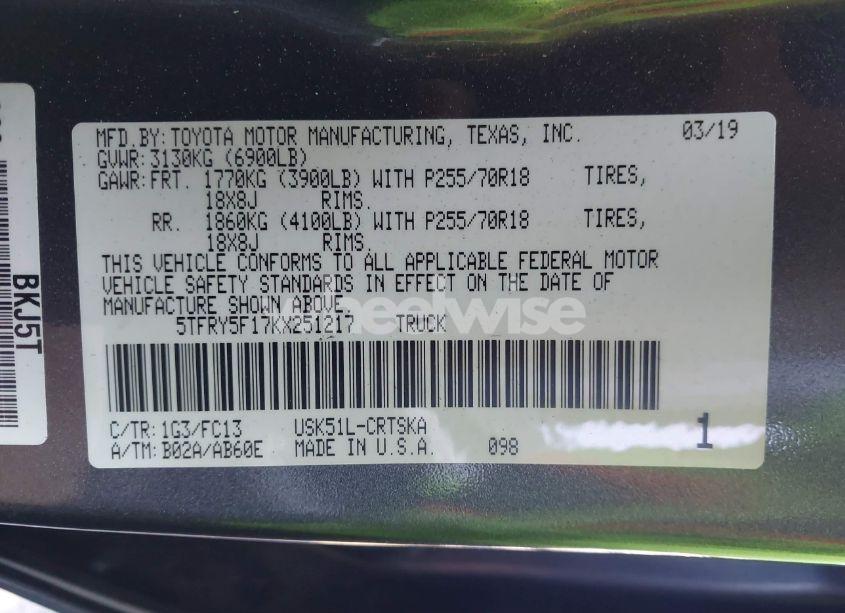 MFD.BY:TOYOTA MOTOR MANUFACTURING, TEXAS, INC. 03/19
GVWR:3130KG (6900LB)
GAWR:FRT. 1770KG (3900LB) WITH P255/70R18 TIRES,
18X8J RIMS.
RR. 1860KG (4100LB) WITH P255/70R18 TIRES,
18X8J RIMS.
THIS VEHICLE CONFORMS TO ALL APPLICABLE FEDERAL MOTOR
VEHICLE SAFETY STANDARDS IN EFFECT ON THE DATE OF
MANUFACTURE SHOWN ABOVE.
5TFRY5F17KX251217 TRUCK
wheelwise
C/TR:1G3/FC13 USK51L-CRTSKA 1
A/TM:B02A/AB60E MADE IN U.S.A. 098
BKJ5T